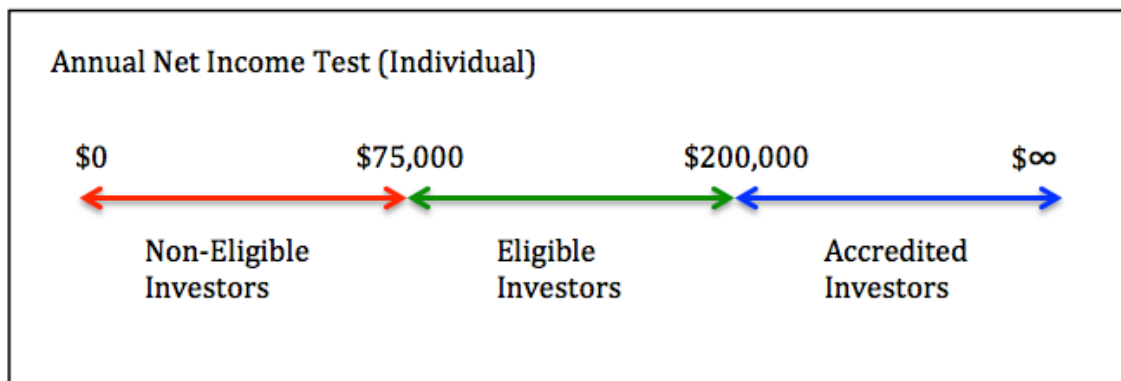 Annual Net Income Test (Individual)
$0 $75,000 $200,000 $∞
Non-Eligible Eligible Accredited
Investors Investors Investors